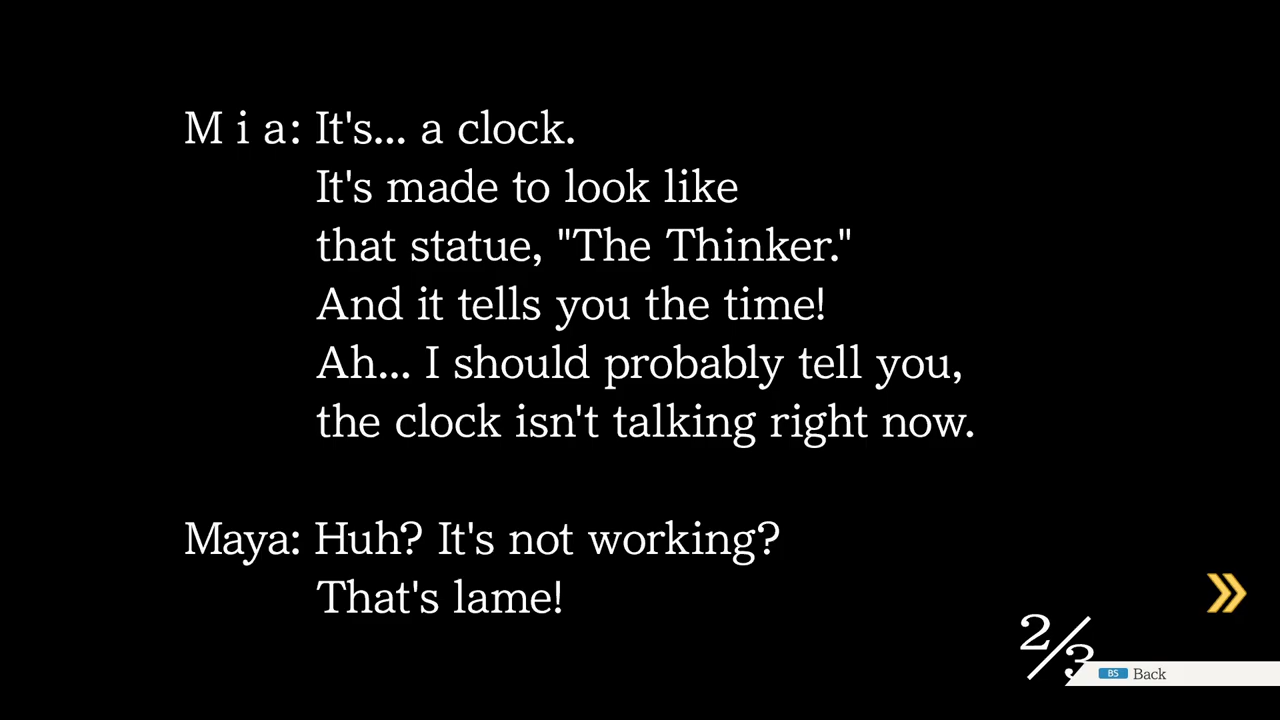 M i a: It's... a clock.
It's made to look like
that statue, "The Thinker."
And it tells you the time!
Ah... I should probably tell you,
the clock isn't talking right now.
Maya: Huh? It's not working?
That's lame!
2/3
BS Back